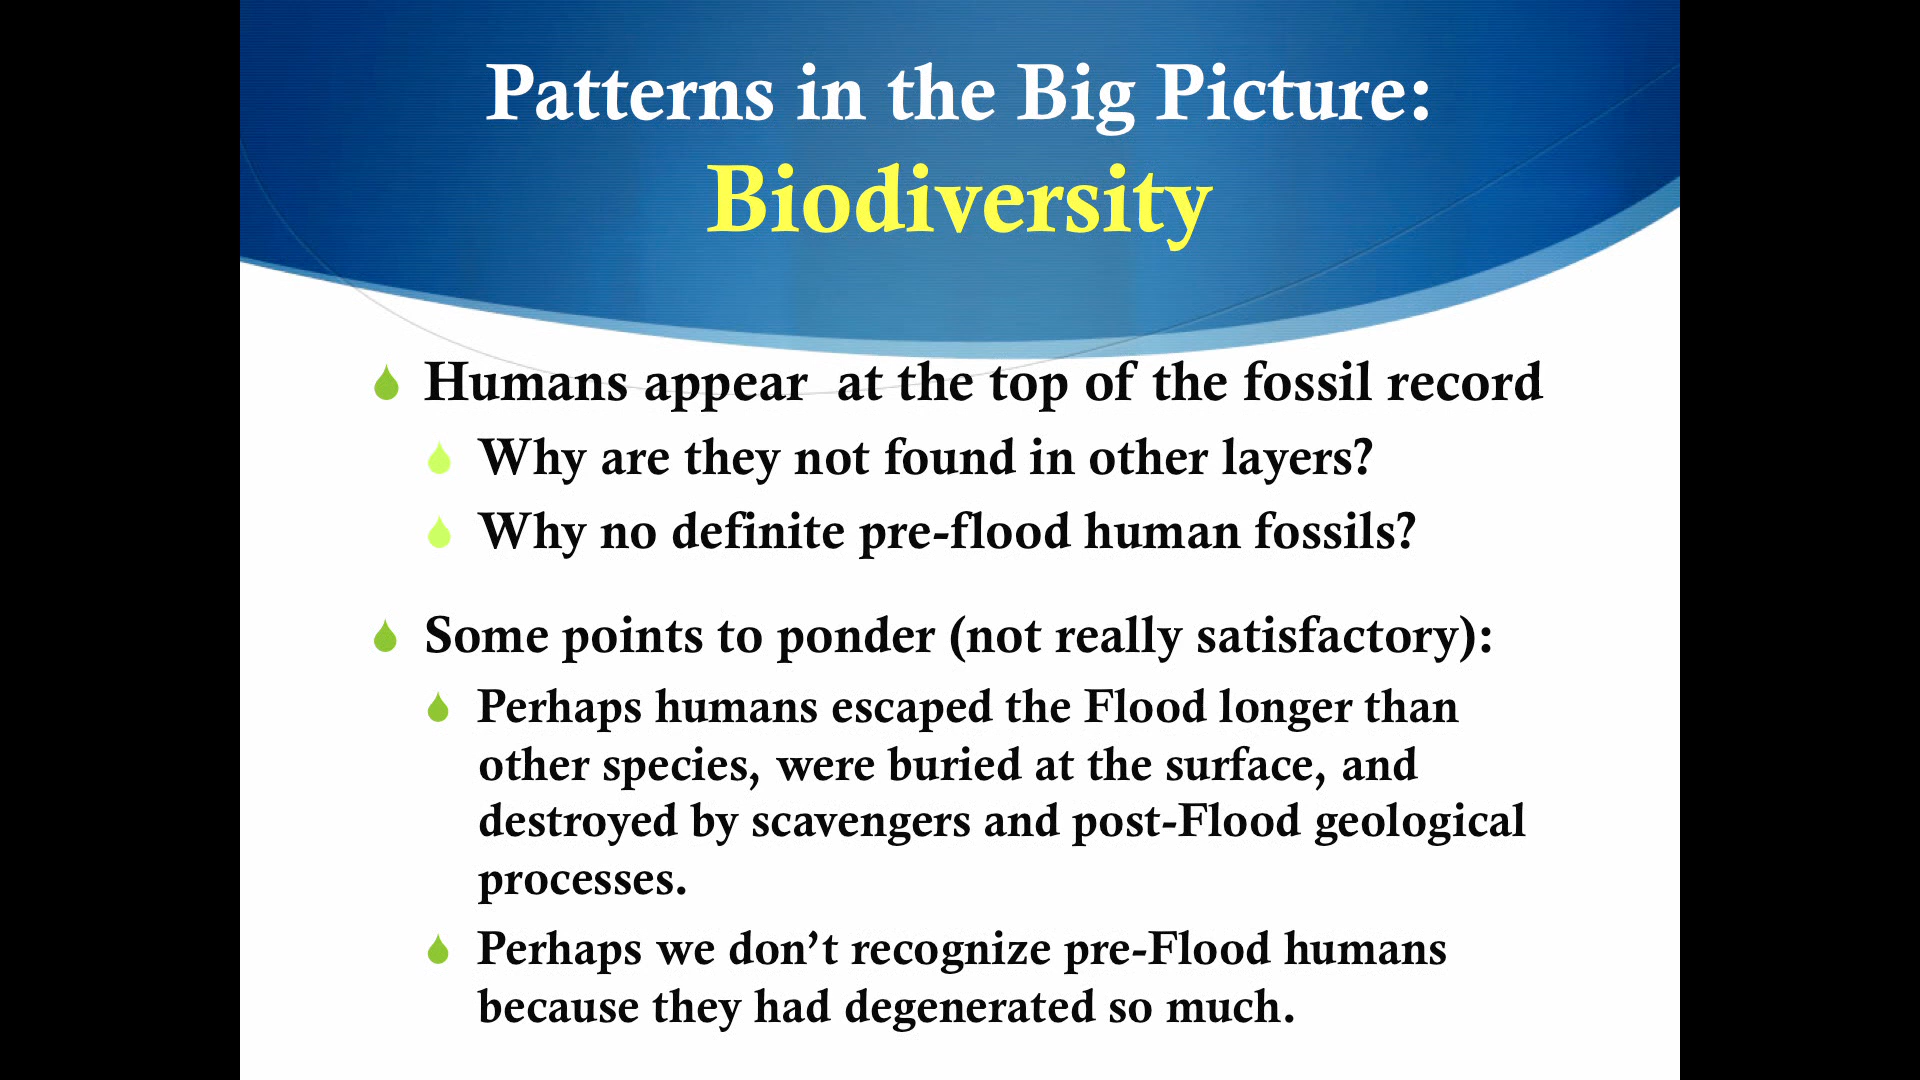 Patterns in the Big Picture:
Biodiversity
Humans appear  at the top of the fossil record
Why are they not found in other layers?
Why no definite pre-flood human fossils?
Some points to ponder (not really satisfactory):
Perhaps humans escaped the Flood longer than
other species, were buried at the surface, and
destroyed by scavengers and post-Flood geological
processes.
Perhaps we don’t recognize pre-Flood humans
because they had degenerated so much.